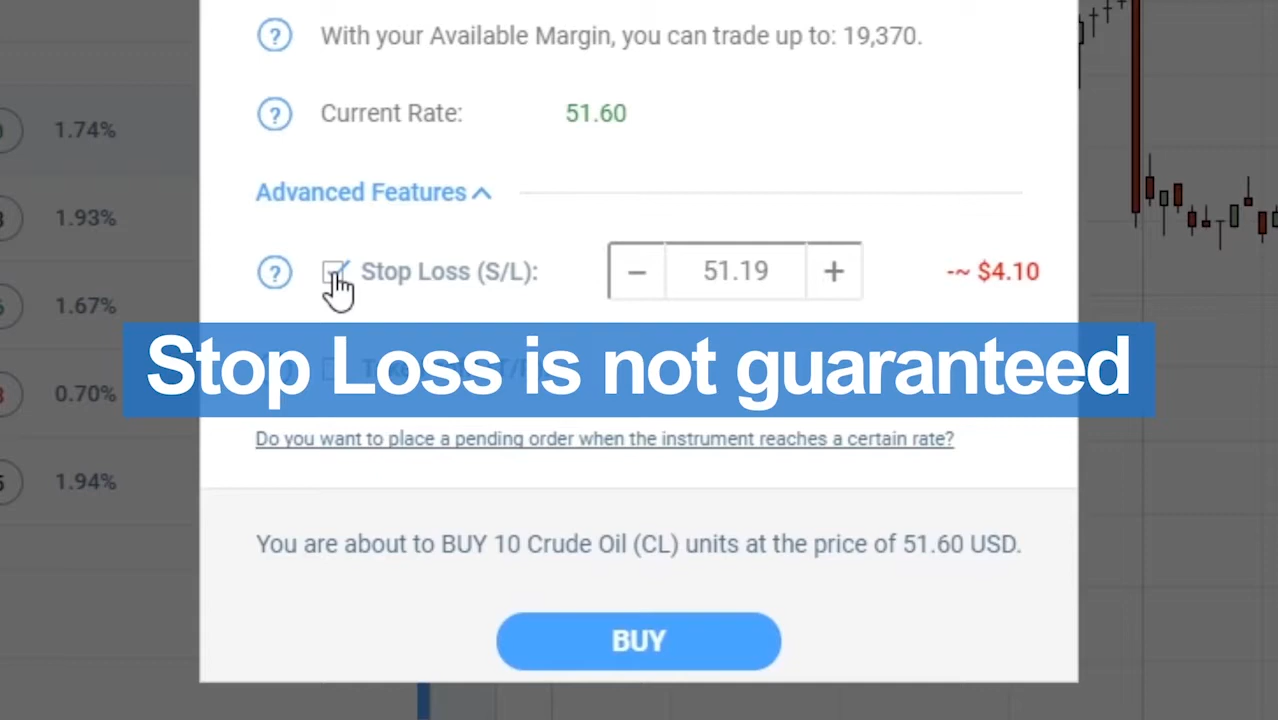 With your Available Margin, you can trade up to: 19,370.
Current Rate: 51.60
1.74%
Advanced Features
1.93%
Stop Loss (S/L): − 51.19 + -~ $4.10
1.67%
Stop Loss is not guaranteed
0.70%
Do you want to place a pending order when the instrument reaches a certain rate?
1.94%
You are about to BUY 10 Crude Oil (CL) units at the price of 51.60 USD.
BUY